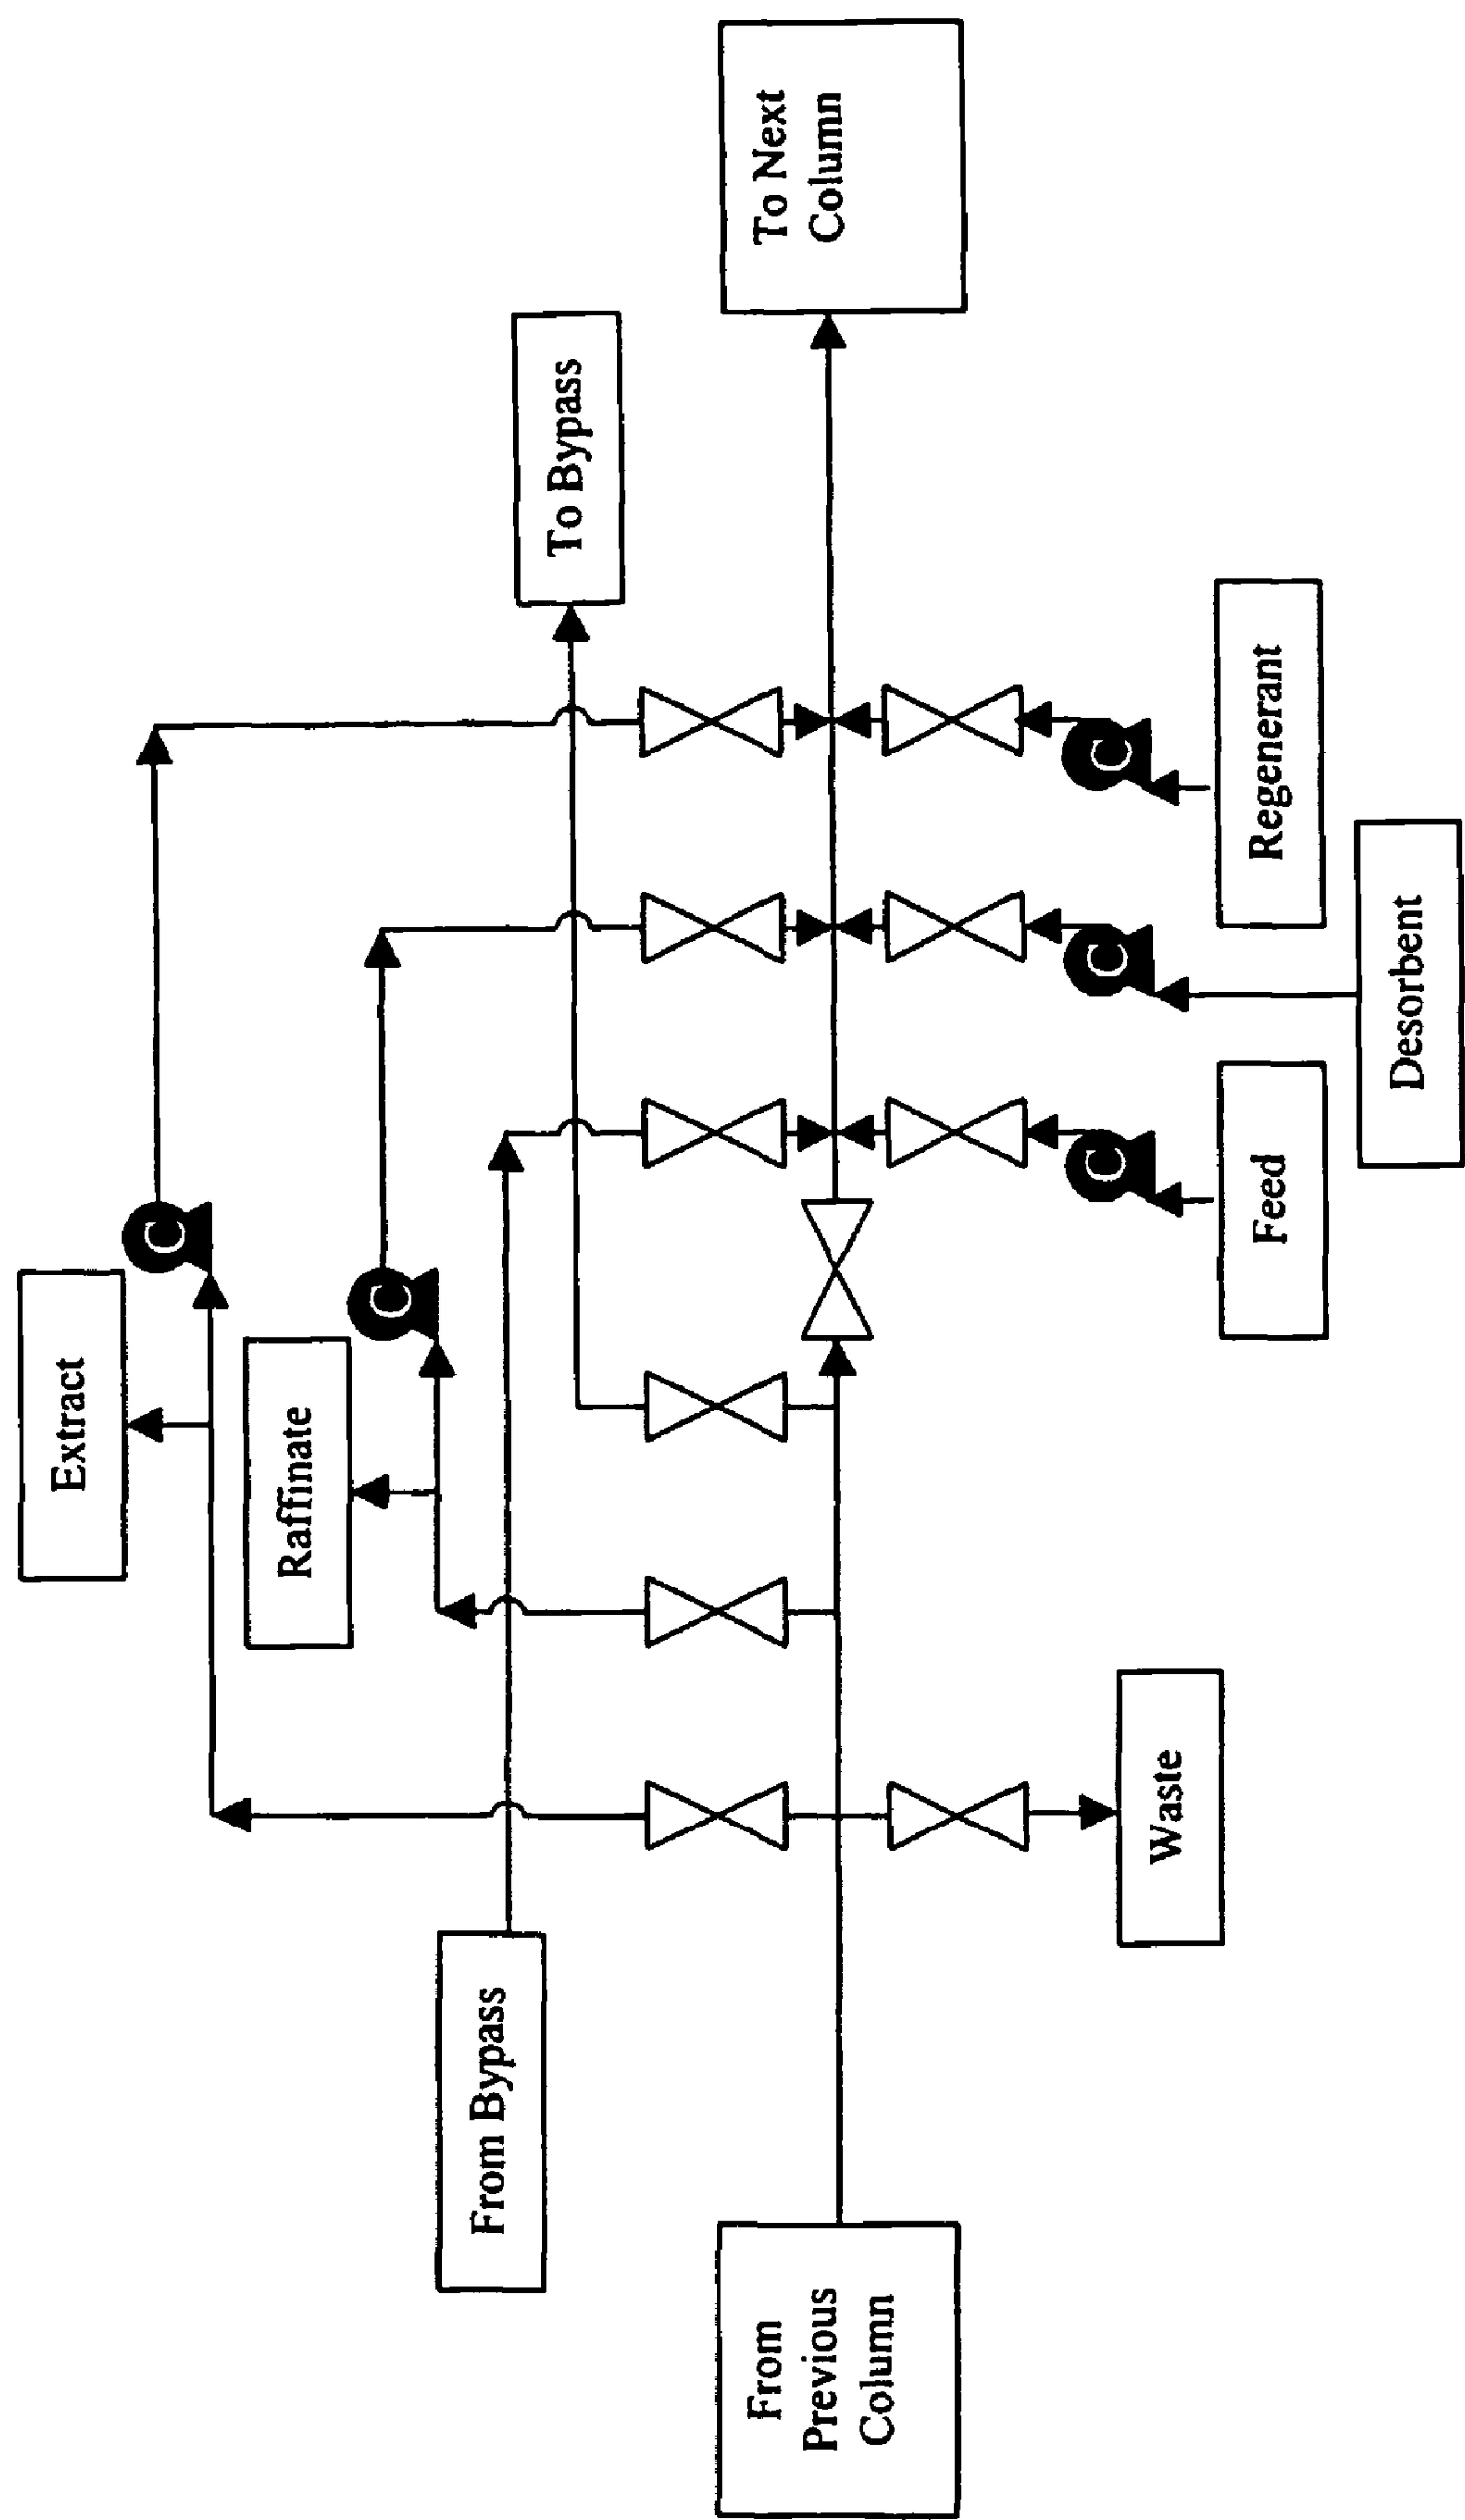 Extract
Raffinate
From Bypass
To Bypass
From
Previous
Column
To Next
Column
Waste
Feed
Desorbent
Regenerant